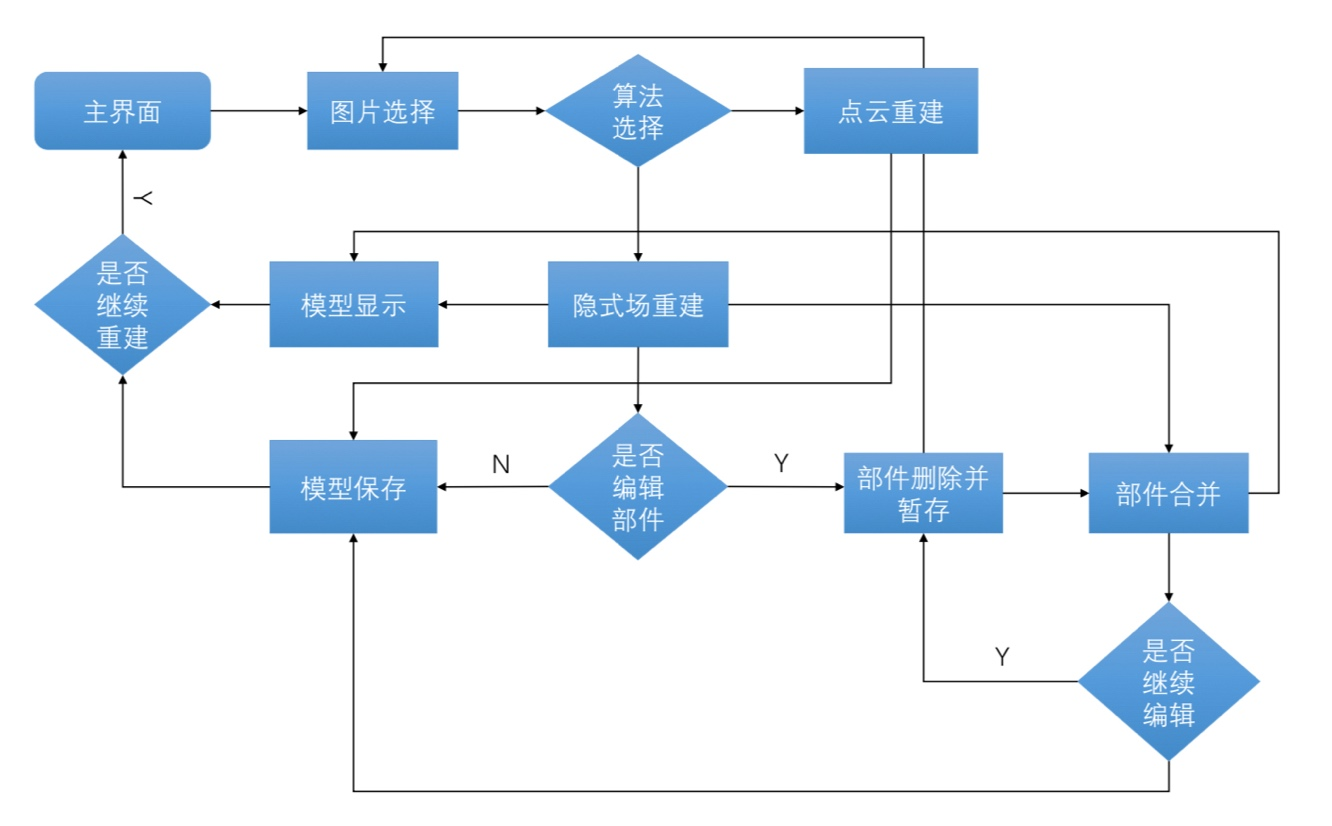 主界面
图片选择
算法
选择
点云重建
Y
是否
继续
重建
模型显示
隐式场重建
模型保存
N
是否
编辑
部件
Y
部件删除并
暂存
部件合并
Y
是否
继续
编辑